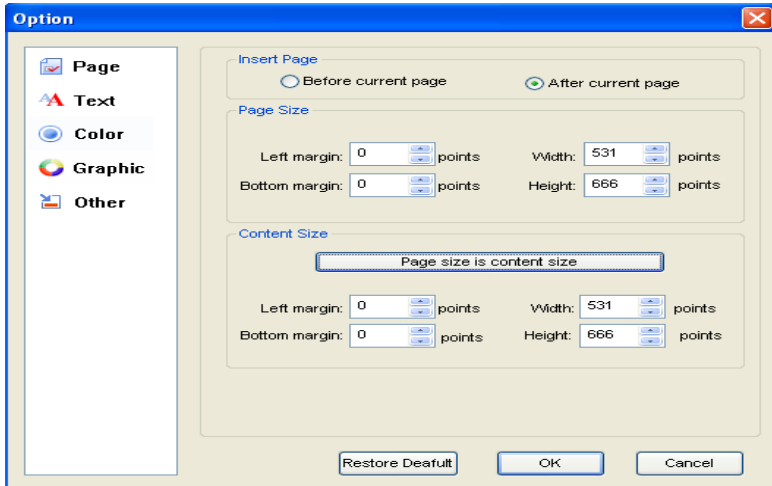 Option
Page
Text
Color
Graphic
Other
Insert Page
Before current page After current page
Page Size
Left margin: 0 points Width: 531 points
Bottom margin: 0 points Height: 666 points
Content Size
Page size is content size
Left margin: 0 points Width: 531 points
Bottom margin: 0 points Height: 666 points
Restore Deafult OK Cancel